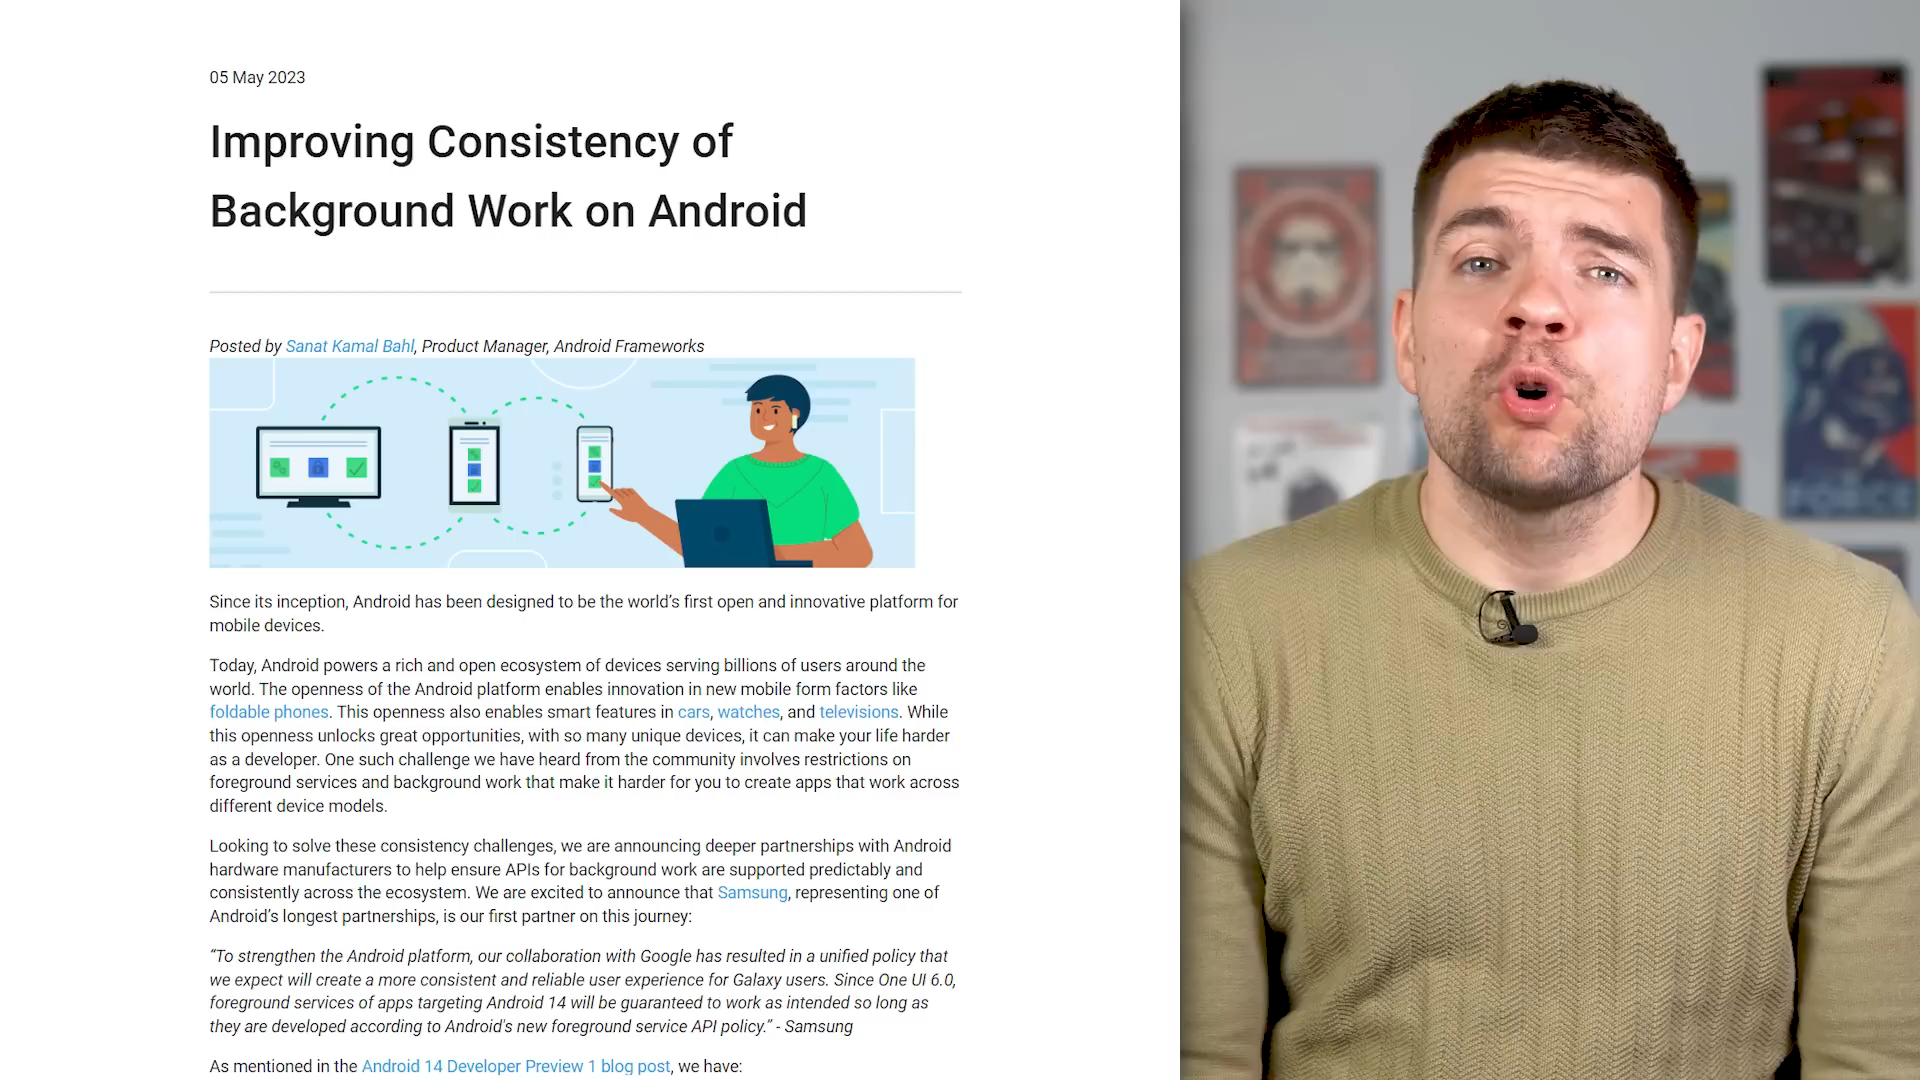 05 May 2023
Improving Consistency of
Background Work on Android
Posted by Sanat Kamal Bahl, Product Manager, Android Frameworks
Since its inception, Android has been designed to be the world’s first open and innovative platform for
mobile devices.
Today, Android powers a rich and open ecosystem of devices serving billions of users around the
world. The openness of the Android platform enables innovation in new mobile form factors like
foldable phones. This openness also enables smart features in cars, watches, and televisions. While
this openness unlocks great opportunities, with so many unique devices, it can make your life harder
as a developer. One such challenge we have heard from the community involves restrictions on
foreground services and background work that make it harder for you to create apps that work across
different device models.
Looking to solve these consistency challenges, we are announcing deeper partnerships with Android
hardware manufacturers to help ensure APIs for background work are supported predictably and
consistently across the ecosystem. We are excited to announce that Samsung, representing one of
Android’s longest partnerships, is our first partner on this journey:
“To strengthen the Android platform, our collaboration with Google has resulted in a unified policy that
we expect will create a more consistent and reliable user experience for Galaxy users. Since One UI 6.0,
foreground services of apps targeting Android 14 will be guaranteed to work as intended so long as
they are developed according to Android's new foreground service API policy.” - Samsung
As mentioned in the Android 14 Developer Preview 1 blog post, we have:
FORCE